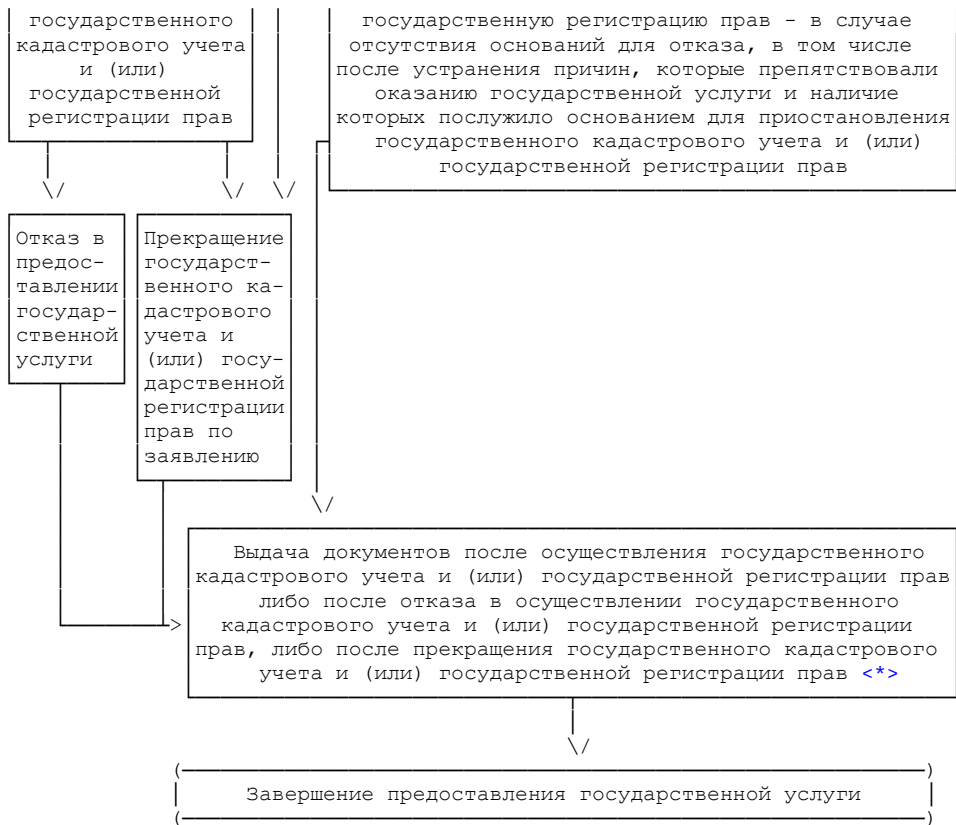 государственного
кадастрового учета
и (или)
государственной
регистрации прав
государственную регистрацию прав - в случае
отсутствия оснований для отказа, в том числе
после устранения причин, которые препятствовали
оказанию государственной услуги и наличие
которых послужило основанием для приостановления
государственного кадастрового учета и (или)
государственной регистрации прав
Отказ в
предос-
тавлении
государ-
ственной
услуги
Прекращение
государст-
венного ка-
дастрового
учета и
(или) госу-
дарственной
регистрации
прав по
заявлению
Выдача документов после осуществления государственного
кадастрового учета и (или) государственной регистрации прав
либо после отказа в осуществлении государственного
кадастрового учета и (или) государственной регистрации
прав, либо после прекращения государственного кадастрового
учета и (или) государственной регистрации прав <*>
Завершение предоставления государственной услуги